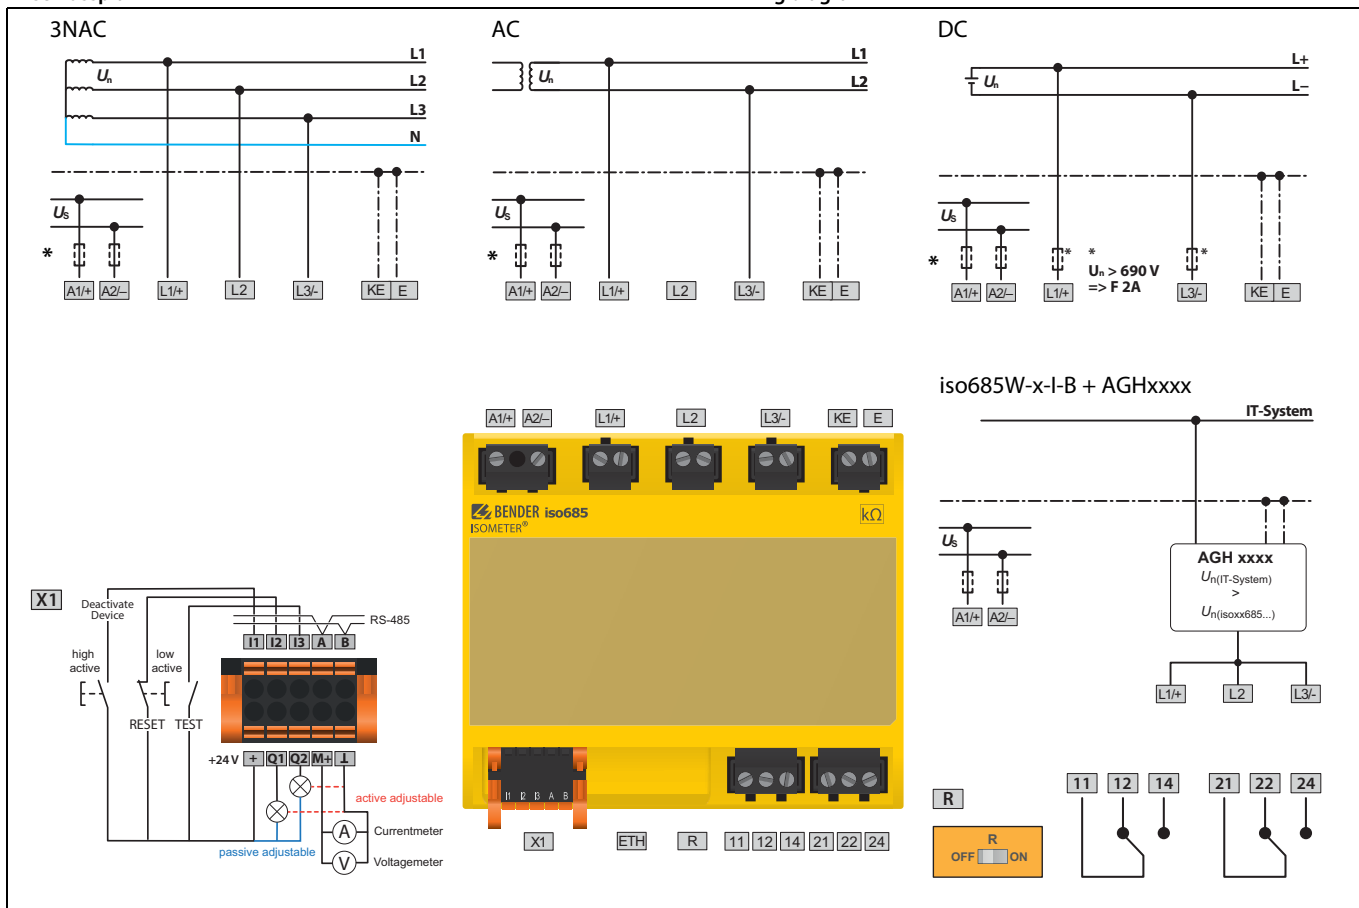 3NAC
L1
Un
L2
L3
N
US
*
A1/+ A2/– L1/+ L2 L3/- KE E
AC
L1
Un
L2
US
*
A1/+ A2/– L1/+ L2 L3/- KE E
DC
L+
Un
L–
US
*
* * *
Un > 690 V
=> F 2A
A1/+ A2/– L1/+ L3/- KE E
iso685W-x-I-B + AGHxxxx
IT-System
US
AGH xxxx
Un(IT-System)
>
Un(isoxx685...)
A1/+ A2/–
L1/+ L2 L3/-
A1/+ A2/– L1/+ L2 L3/- KE E
BENDER iso685
ISOMETER®
kΩ
I1 I2 I3 A B
X1 ETH R 11 12 14 21 22 24
X1
Deactivate
Device
RS-485
I1 I2 I3 A B
high
active
low
active
RESET TEST
+24 V + Q1 Q2 M+ ⊥
active adjustable
passive adjustable
A Currentmeter
V Voltagemeter
R
R
OFF ON
11 12 14 21 22 24